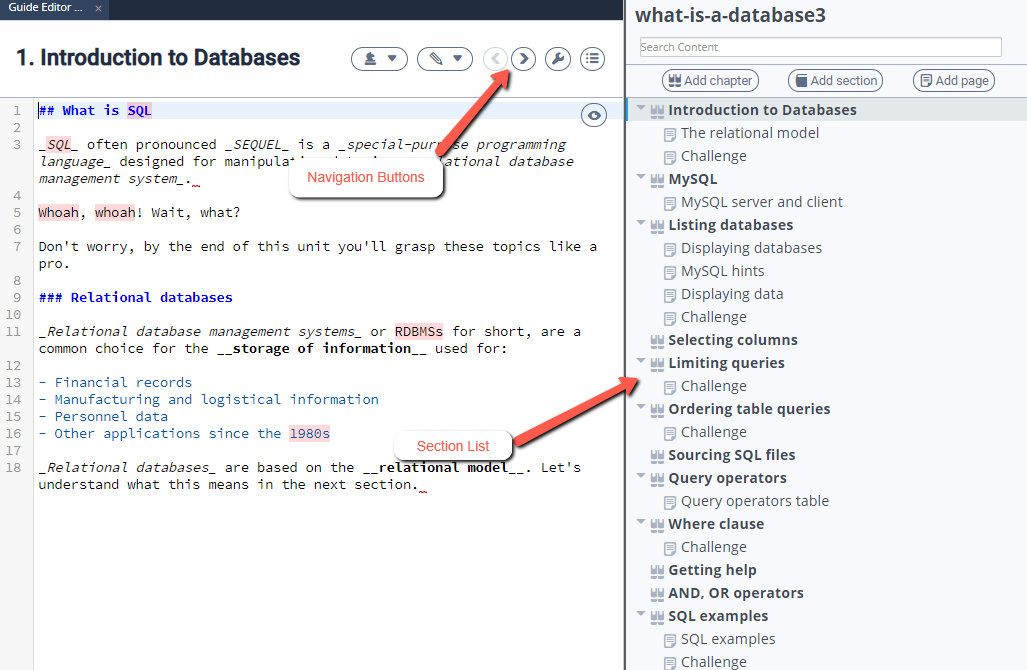 Guide Editor ... ×
1. Introduction to Databases
1 ## What is SQL
2
3 _SQL_ often pronounced _SEQUEL_ is a _special-purpose programming
language_ designed for database
management system_.
4
5 Whoah, whoah! Wait, what?
6
7 Don't worry, by the end of this unit you'll grasp these topics like a
pro.
8
9 ### Relational databases
10
11 _Relational database management systems_ or RDBMSs for short, are a
common choice for the __storage of information__ used for:
12
13 - Financial records
14 - Manufacturing and logistical information
15 - Personnel data
16 - Other applications since the 1980s
17
18 _Relational databases_ are based on the __relational model__. Let's
understand what this means in the next section.
Navigation Buttons
Section List
what-is-a-database3
Search Content
Add chapter Add section Add page
Introduction to Databases
The relational model
Challenge
MySQL
MySQL server and client
Listing databases
Displaying databases
MySQL hints
Displaying data
Challenge
Selecting columns
Limiting queries
Challenge
Ordering table queries
Challenge
Sourcing SQL files
Query operators
Query operators table
Where clause
Challenge
Getting help
AND, OR operators
SQL examples
SQL examples
Challenge